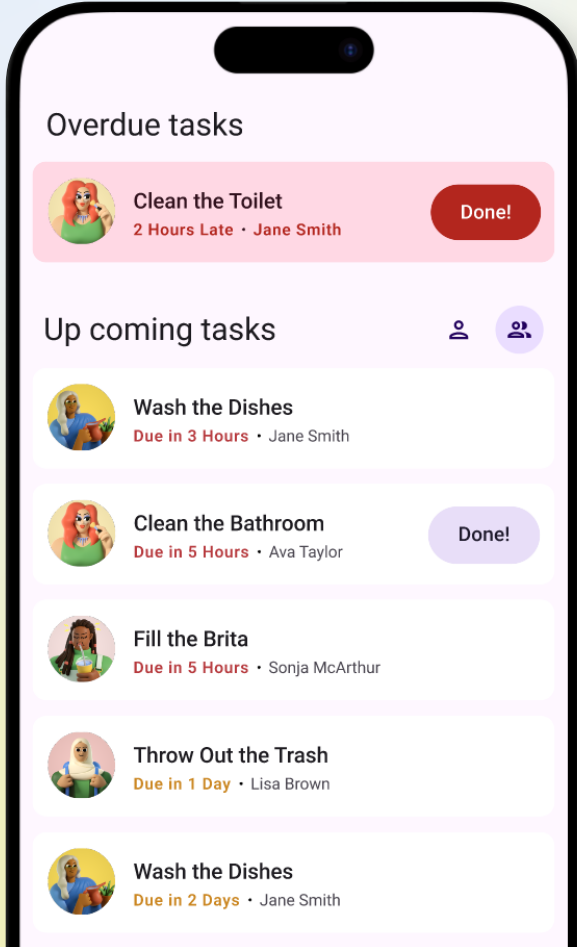 Overdue tasks
Clean the Toilet
2 Hours Late • Jane Smith
Done!
Up coming tasks
Wash the Dishes
Due in 3 Hours • Jane Smith
Clean the Bathroom
Due in 5 Hours • Ava Taylor
Done!
Fill the Brita
Due in 5 Hours • Sonja McArthur
Throw Out the Trash
Due in 1 Day • Lisa Brown
Wash the Dishes
Due in 2 Days • Jane Smith